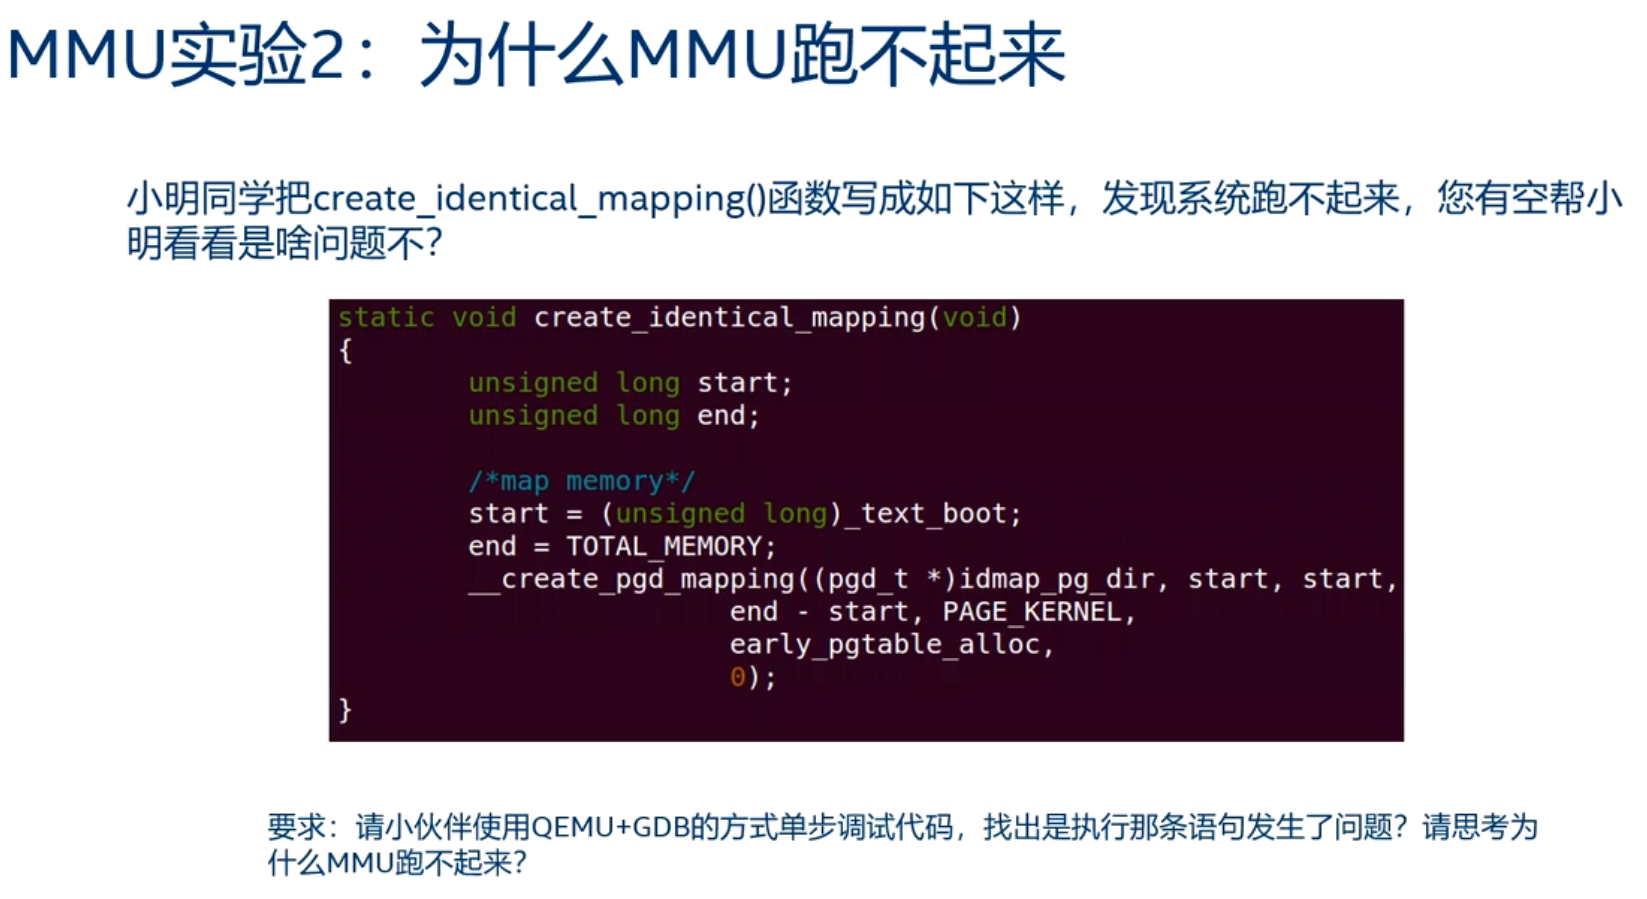 MMU实验2：为什么MMU跑不起来
小明同学把create_identical_mapping()函数写成如下这样，发现系统跑不起来，您有空帮小
明看看是啥问题不？
static void create_identical_mapping(void)
{
unsigned long start;
unsigned long end;
/*map memory*/
start = (unsigned long)_text_boot;
end = TOTAL_MEMORY;
__create_pgd_mapping((pgd_t *)idmap_pg_dir, start, start,
end - start, PAGE_KERNEL,
early_pgtable_alloc,
0);
}
要求：请小伙伴使用QEMU+GDB的方式单步调试代码，找出是执行那条语句发生了问题？请思考为
什么MMU跑不起来？